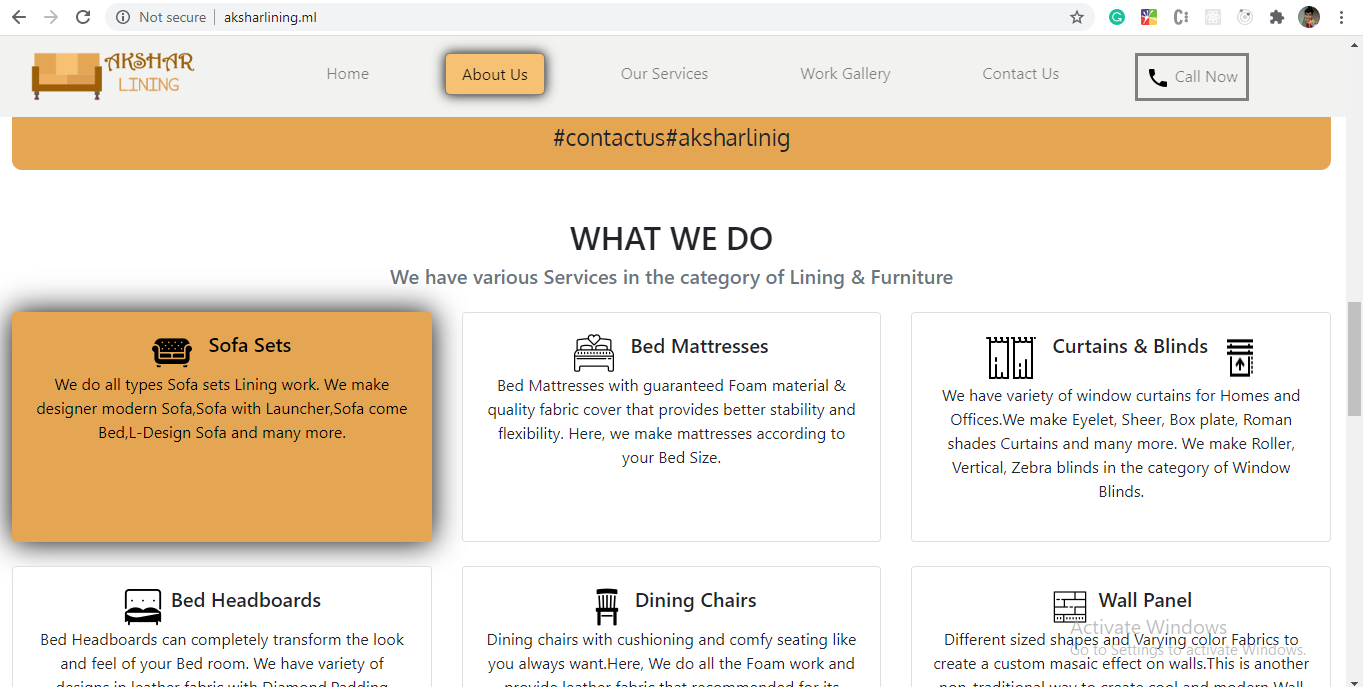 Not secure | aksharlining.ml
AKSHAR
LINING
Home
About Us
Our Services
Work Gallery
Contact Us
Call Now
#contactus#aksharlinig
WHAT WE DO
We have various Services in the category of Lining & Furniture
Sofa Sets
We do all types Sofa sets Lining work. We make
designer modern Sofa,Sofa with Launcher,Sofa come
Bed,L-Design Sofa and many more.
Bed Mattresses
Bed Mattresses with guaranteed Foam material &
quality fabric cover that provides better stability and
flexibility. Here, we make mattresses according to
your Bed Size.
Curtains & Blinds
We have variety of window curtains for Homes and
Offices.We make Eyelet, Sheer, Box plate, Roman
shades Curtains and many more. We make Roller,
Vertical, Zebra blinds in the category of Window
Blinds.
Bed Headboards
Bed Headboards can completely transform the look
and feel of your Bed room. We have variety of
designs in leather fabric with Diamond Padding
Dining Chairs
Dining chairs with cushioning and comfy seating like
you always want.Here, We do all the Foam work and
provide leather fabric that recommended for its
Wall Panel
Different sized shapes and Varying color Fabrics to
create a custom masaic effect on walls.This is another
non-traditional way to create cool and modern Wall
Activate Windows
Go to Settings to activate Windows.